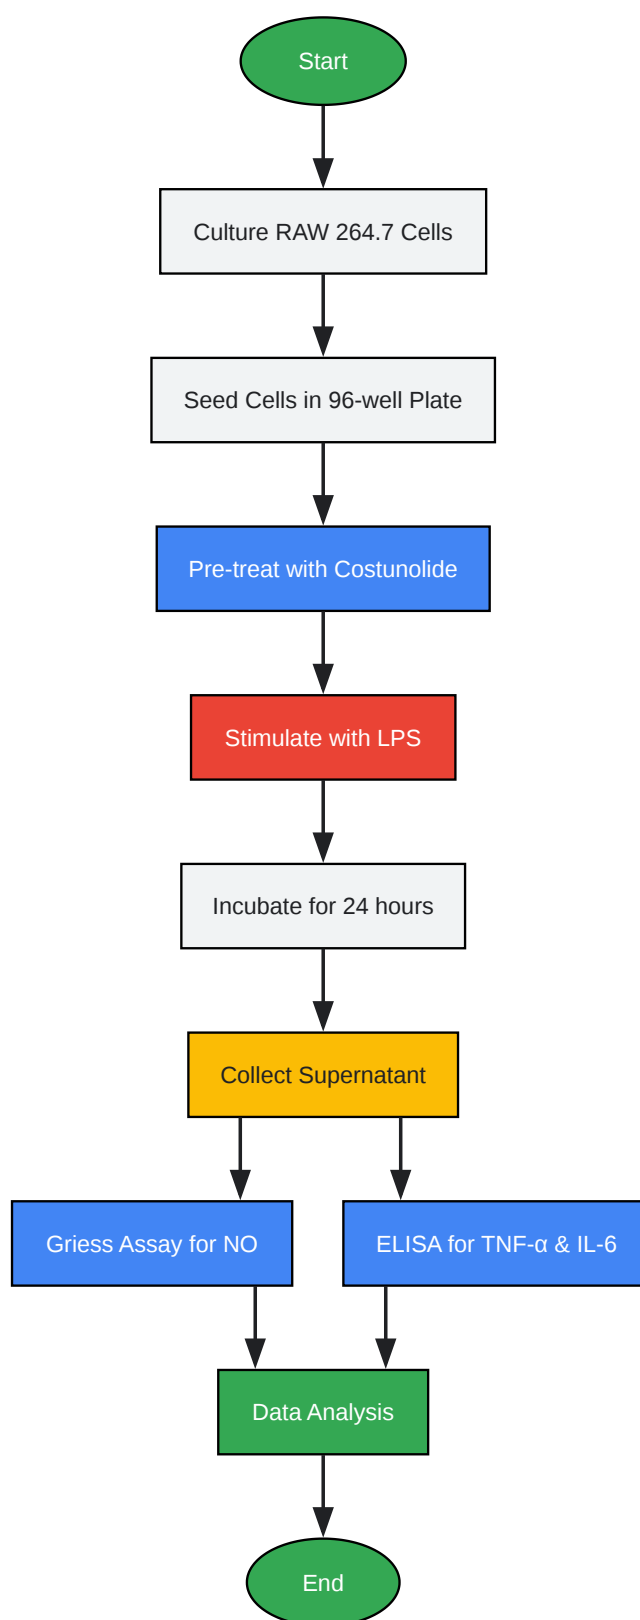 Start
Culture RAW 264.7 Cells
Seed Cells in 96-well Plate
Pre-treat with Costunolide
Stimulate with LPS
Incubate for 24 hours
Collect Supernatant
Griess Assay for NO
ELISA for TNF-α & IL-6
Data Analysis
End